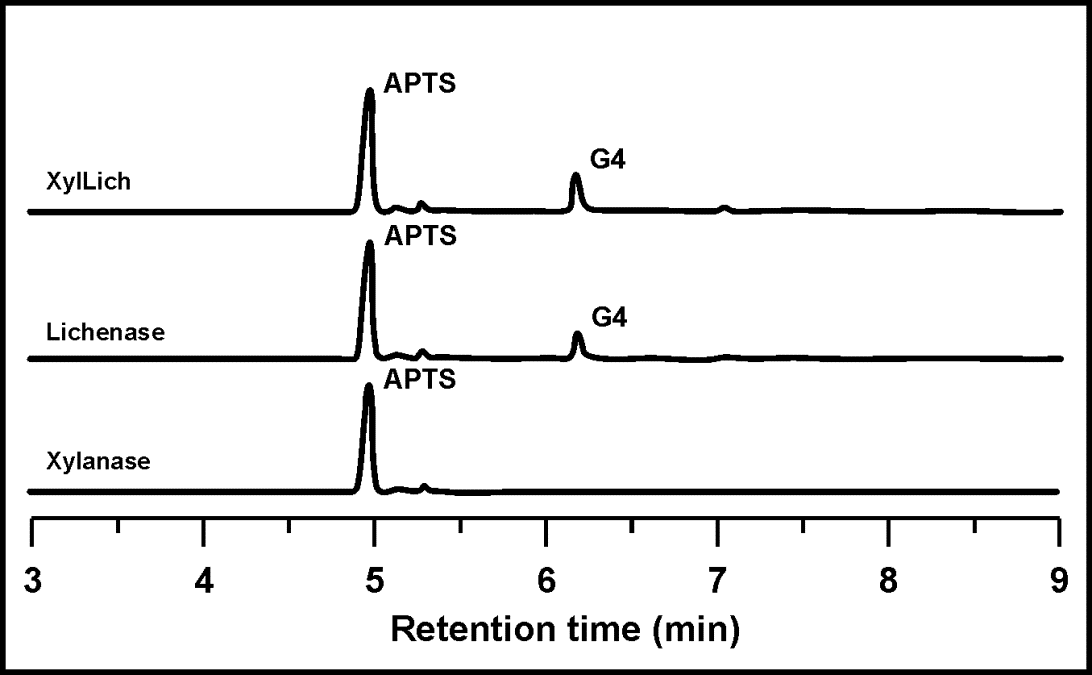 APTS
G4
XylLich
APTS
G4
Lichenase
APTS
Xylanase
3 4 5 6 7 8 9
Retention time (min)